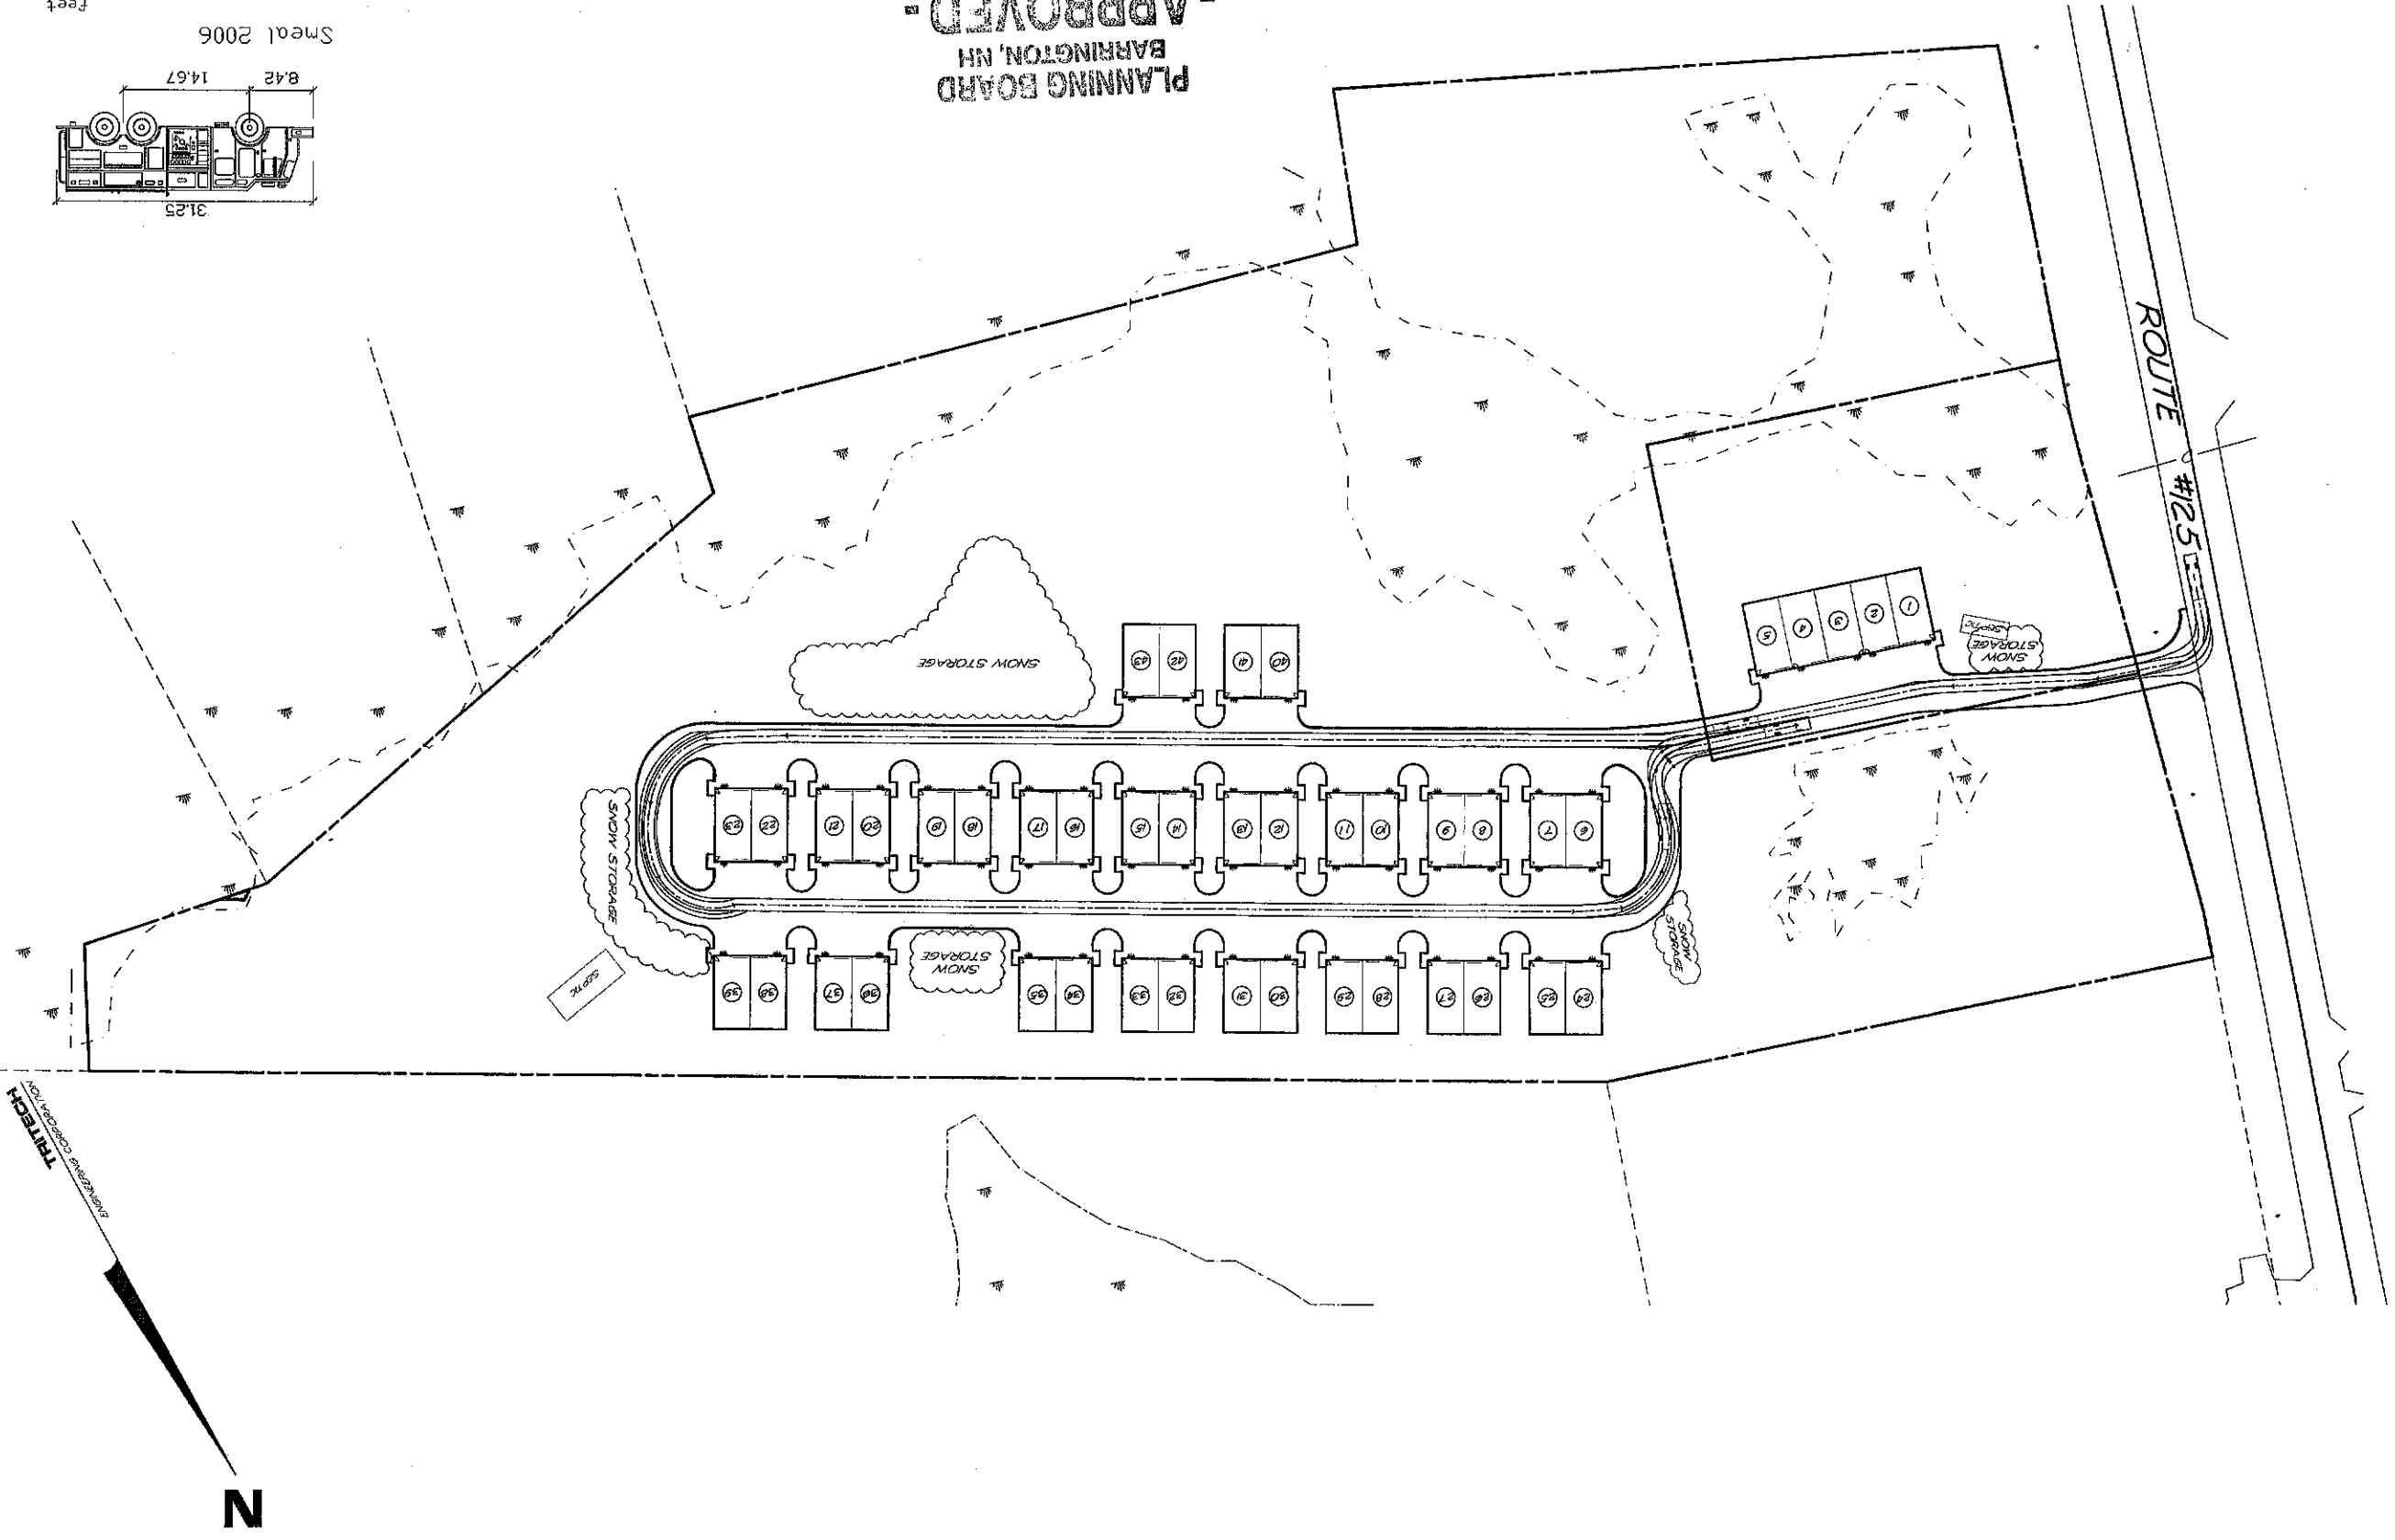 feet
Smeal 2006
14.67
8.42
31.25
PLANNING BOARD
BARRINGTON, NH
- APPROVED -
ROUTE #125
SNOW STORAGE
43
42
41
40
5
4
3
2
1
SEPTIC
SNOW
STORAGE
23
22
21
20
19
18
17
16
15
14
13
12
11
10
9
8
7
6
SNOW STORAGE
SEPTIC
39
38
37
36
SNOW
STORAGE
35
34
33
32
31
30
29
28
27
26
25
24
SNOW
STORAGE
TRITECH
ENGINEERING CORPORATION
N